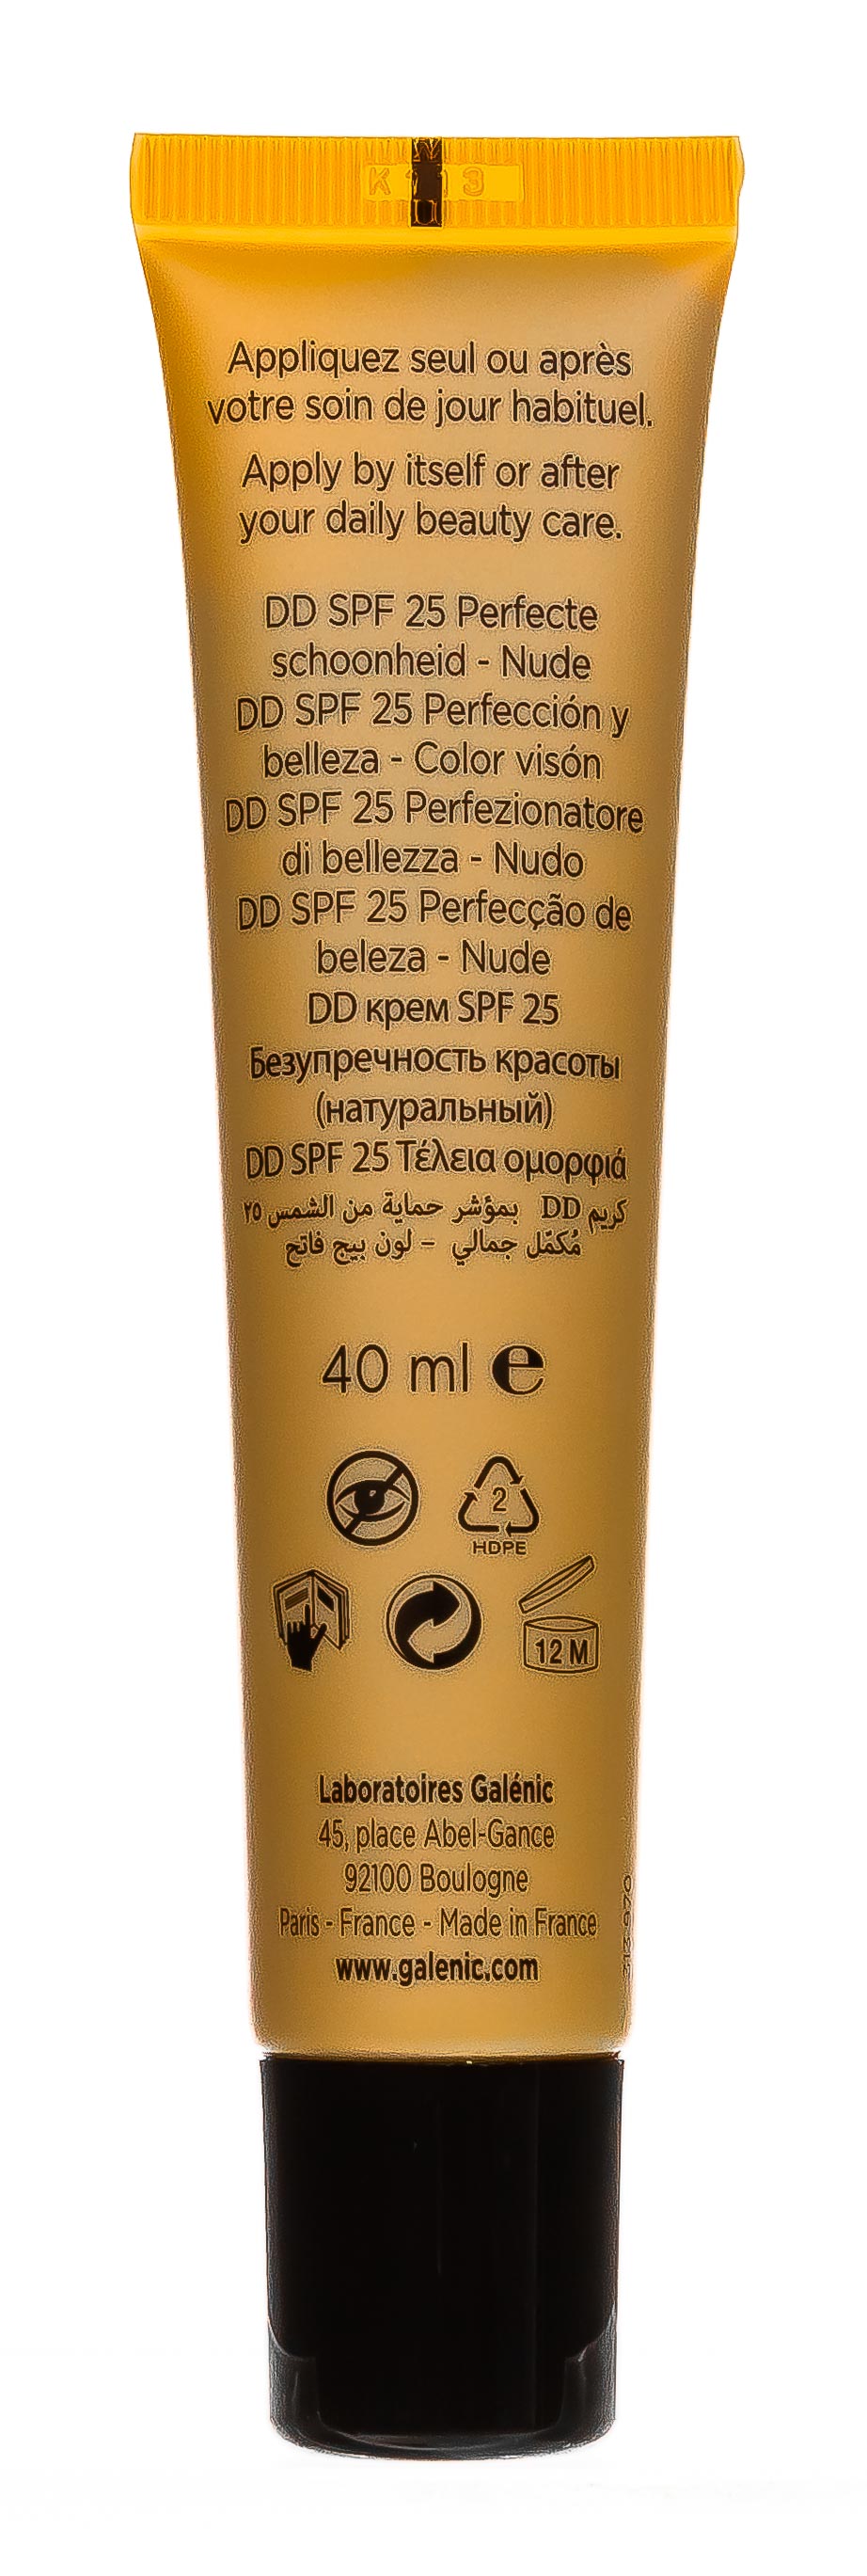 Appliquez seul ou après
votre soin de jour habituel.
Apply by itself or after
your daily beauty care.
DD SPF 25 Perfecte
schoonheid - Nude
DD SPF 25 Perfección y
belleza - Color visón
DD SPF 25 Perfezionatore
di bellezza - Nudo
DD SPF 25 Perfecção de
beleza - Nude
DD крем SPF 25
Безупречность красоты
(натуральный)
DD SPF 25 Τέλεια ομορφιά
كريم DD بمؤشر حماية من الشمس ٢٥
مُكمّل جمالي – لون بيج فاتح
40 ml e
2
HDPE
12 M
Laboratoires Galénic
45, place Abel-Gance
92100 Boulogne
Paris - France - Made in France
www.galenic.com